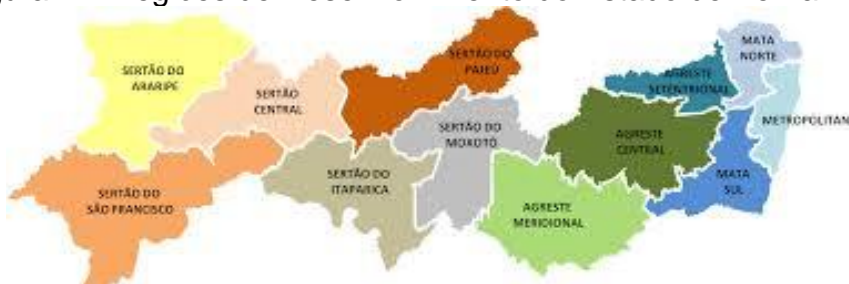 SERTÃO DO
ARARIPE
SERTÃO
CENTRAL
SERTÃO DO
PAJEÚ
MATA
NORTE
AGRESTE
SETENTRIONAL
METROPOLITAN
SERTÃO DO
MOXOTÓ
AGRESTE
CENTRAL
SERTÃO DO
SÃO FRANCISCO
SERTÃO DO
ITAPARICA
MATA
SUL
AGRESTE
MERIDIONAL